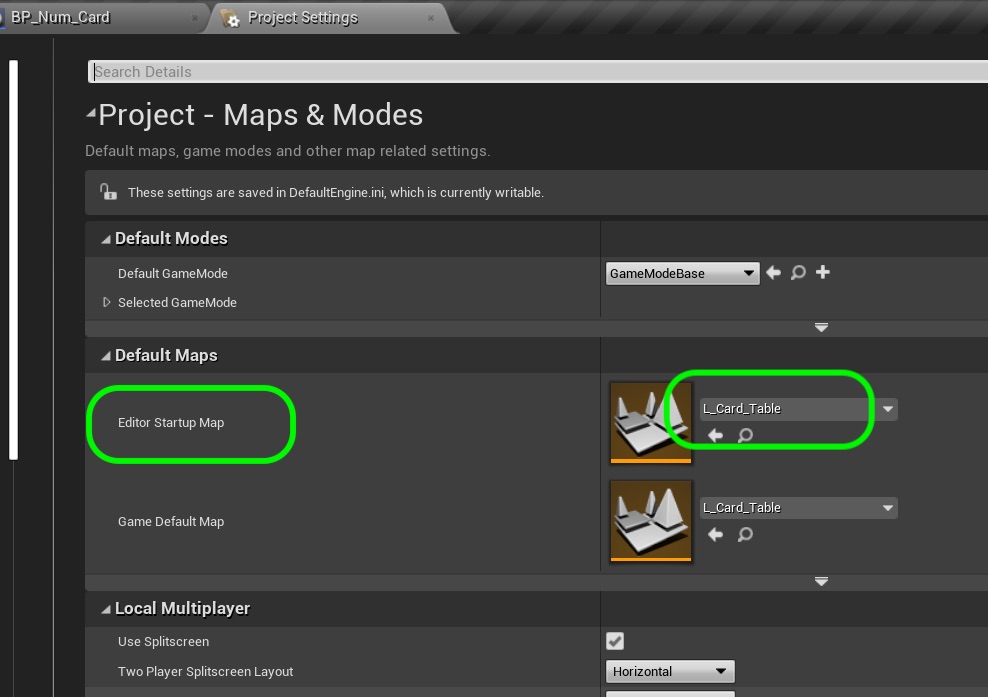 BP_Num_Card
Project Settings
Search Details
Project - Maps & Modes
Default maps, game modes and other map related settings.
These settings are saved in DefaultEngine.ini, which is currently writable.
Default Modes
Default GameMode
GameModeBase
Selected GameMode
Default Maps
Editor Startup Map
L_Card_Table
Game Default Map
L_Card_Table
Local Multiplayer
Use Splitscreen
Two Player Splitscreen Layout
Horizontal